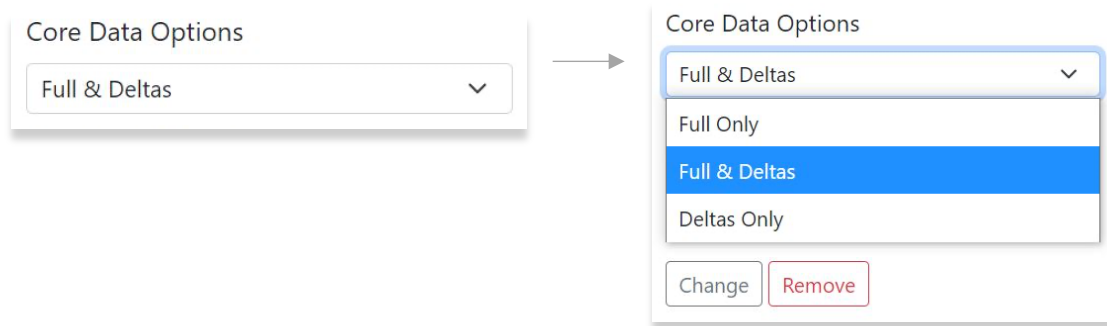 Core Data Options
Full & Deltas
Core Data Options
Full & Deltas
Full Only
Full & Deltas
Deltas Only
Change Remove